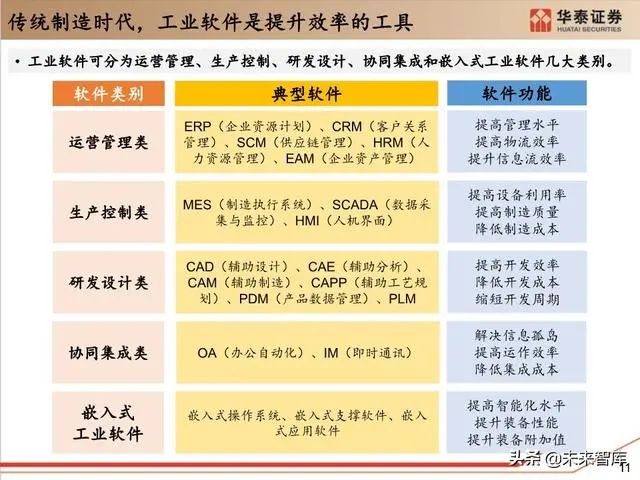 传统制造时代，工业软件是提升效率的工具
华泰证券
HUATAI SECURITIES
• 工业软件可分为运营管理、生产控制、研发设计、协同集成和嵌入式工业软件几大类别。
软件类别
典型软件
软件功能
运营管理类
ERP（企业资源计划）、CRM（客户关系
管理）、SCM（供应链管理）、HRM（人
力资源管理）、EAM（企业资产管理）
提高管理水平
提高物流效率
提升信息流效率
生产控制类
MES（制造执行系统）、SCADA（数据采
集与监控）、HMI（人机界面）
提高设备利用率
提高制造质量
降低制造成本
研发设计类
CAD（辅助设计）、CAE（辅助分析）、
CAM（辅助制造）、CAPP（辅助工艺规
划）、PDM（产品数据管理）、PLM
提高开发效率
降低开发成本
缩短开发周期
协同集成类
OA（办公自动化）、IM（即时通讯）
解决信息孤岛
提高运作效率
降低集成成本
嵌入式
工业软件
嵌入式操作系统、嵌入式支撑软件、嵌入
式应用软件
提高智能化水平
提升装备性能
提升装备附加值
头条@未来智库
11